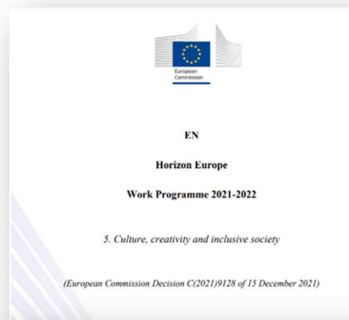 European
Commission
EN
Horizon Europe
Work Programme 2021-2022
5. Culture, creativity and inclusive society
(European Commission Decision C(2021)9128 of 15 December 2021)